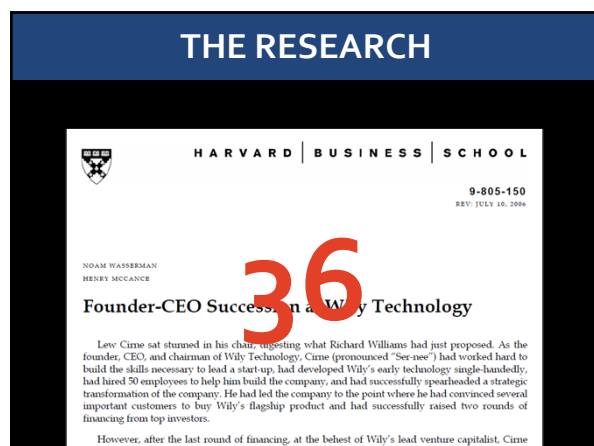 THE RESEARCH
HARVARD | BUSINESS | SCHOOL
9-805-150
REV: JULY 10, 2006
NOAM WASSERMAN
HENRY MCCANCE
36
Founder-CEO Succession at Wily Technology
Lew Cirne sat stunned in his chair, digesting what Richard Williams had just proposed. As the
founder, CEO, and chairman of Wily Technology, Cirne (pronounced “Ser-nee”) had worked hard to
build the skills necessary to lead a start-up, had developed Wily’s early technology single-handedly,
had hired 50 employees to help him build the company, and had successfully spearheaded a strategic
transformation of the company. He had led the company to the point where he had convinced several
important customers to buy Wily’s flagship product and had successfully raised two rounds of
financing from top investors.
However, after the last round of financing, at the behest of Wily’s lead venture capitalist, Cirne